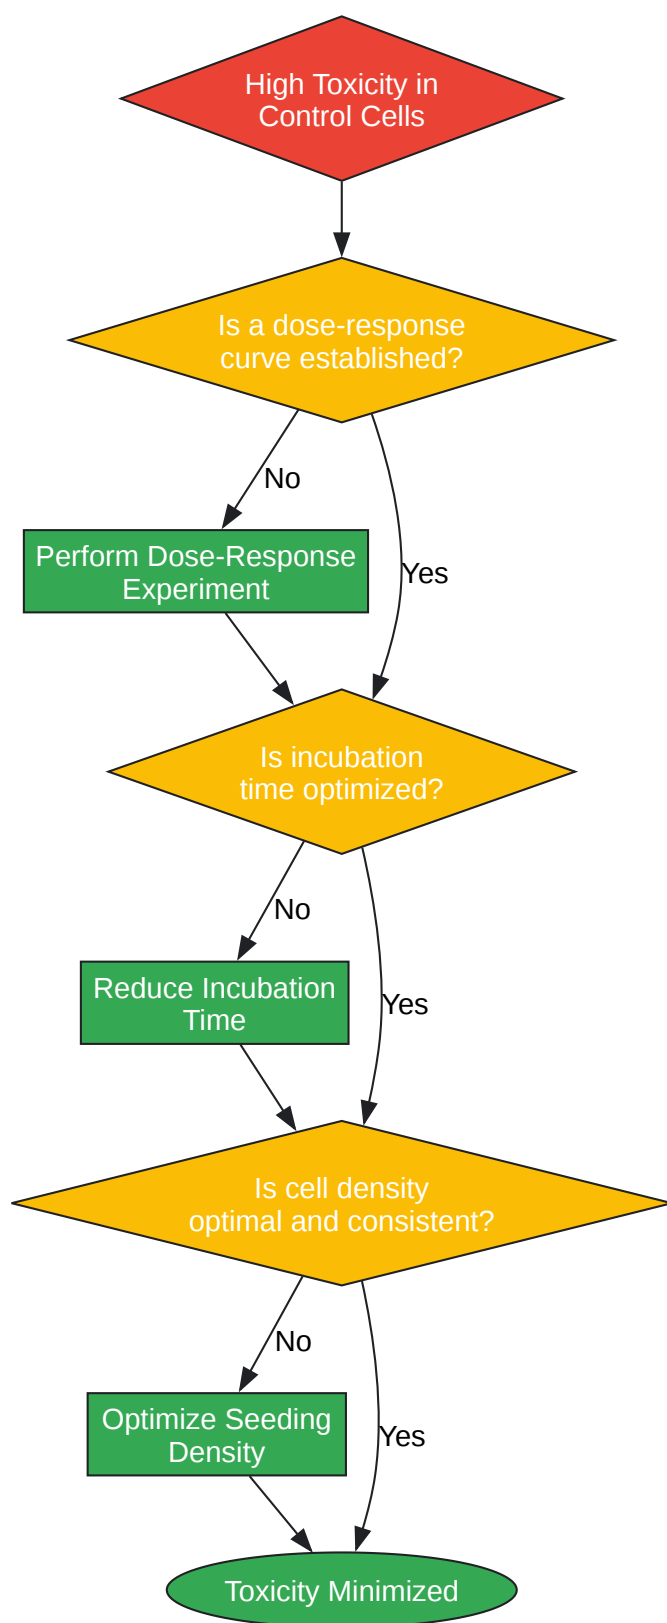 High Toxicity in
Control Cells
Is a dose-response
curve established?
No
Perform Dose-Response
Experiment
Yes
Is incubation
time optimized?
No
Reduce Incubation
Time
Yes
Is cell density
optimal and consistent?
No
Optimize Seeding
Density
Yes
Toxicity Minimized